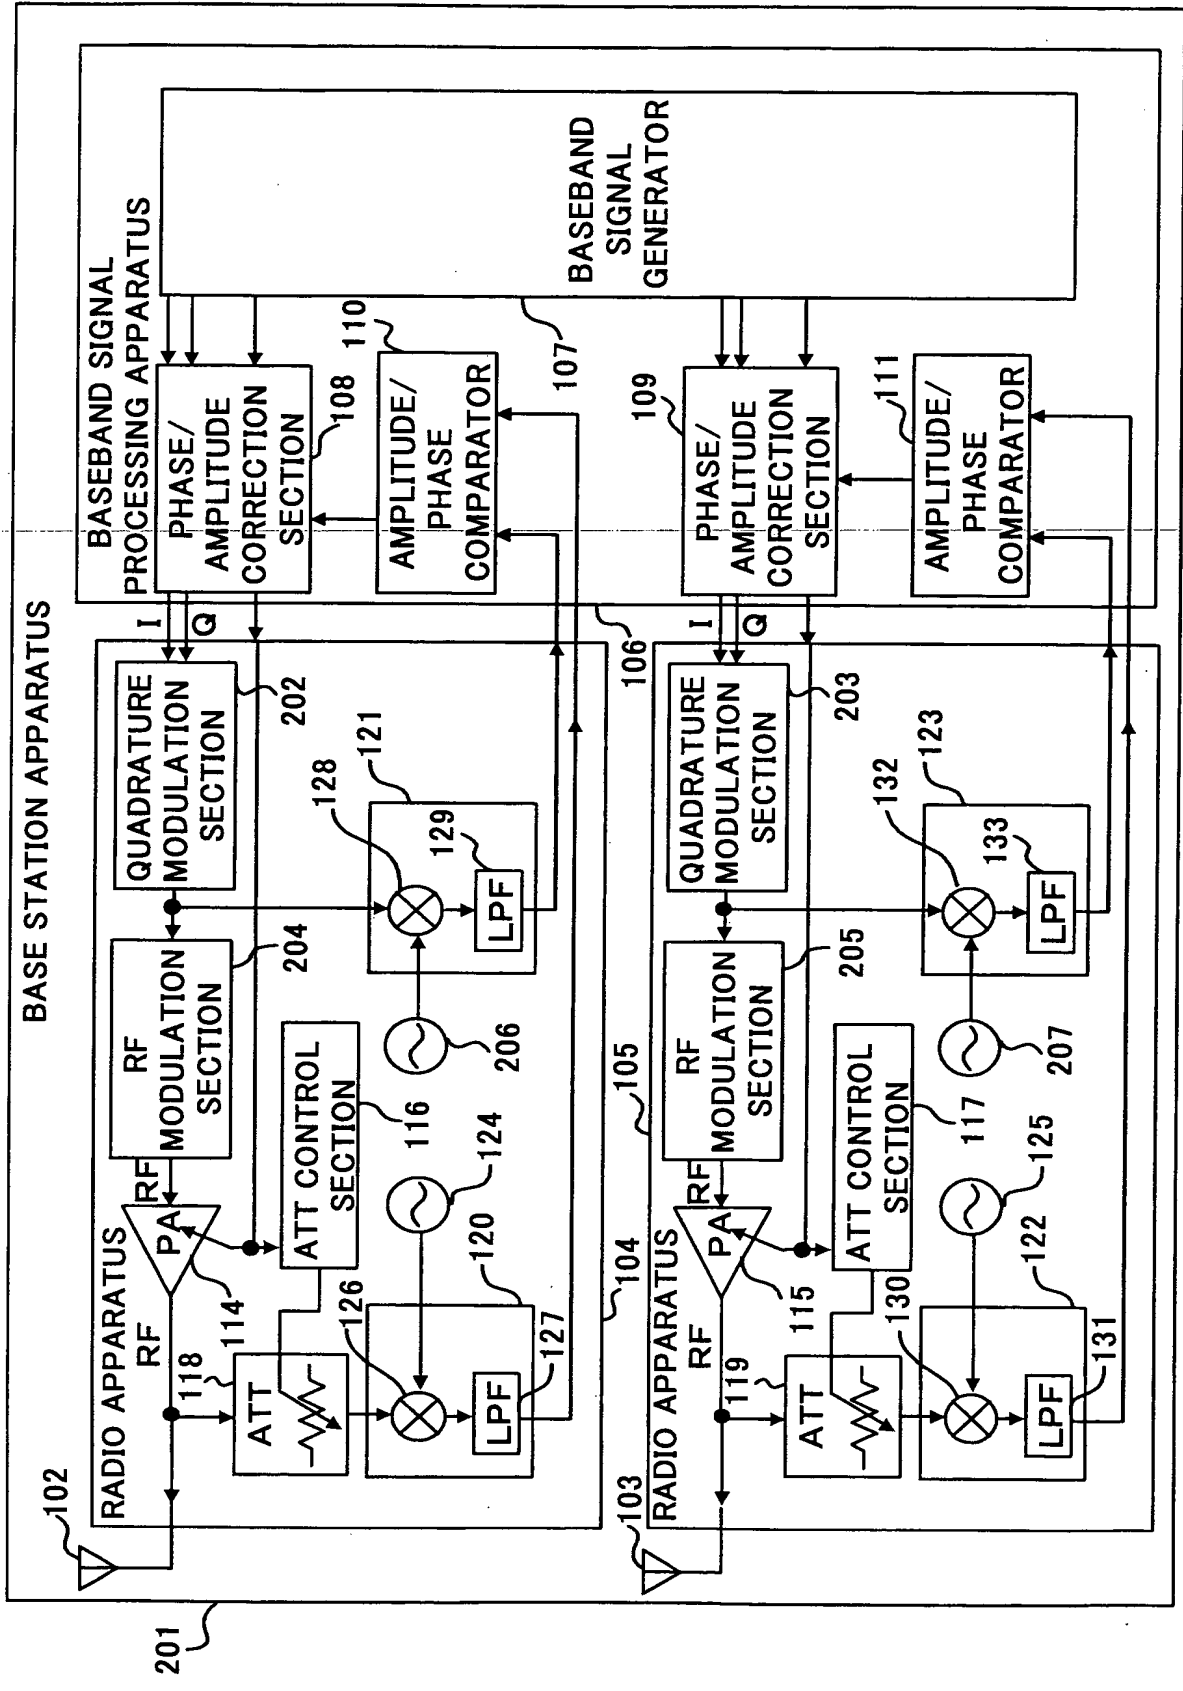 BASE STATION APPARATUS
201
102
RADIO APPARATUS
RF
118
114
PA
RF
RF
MODULATION
SECTION
204
QUADRATURE
MODULATION
SECTION
202
I
Q
BASEBAND SIGNAL
PROCESSING APPARATUS
PHASE/
AMPLITUDE
CORRECTION
SECTION
108
ATT
ATT CONTROL
SECTION
116
126
120
124
206
128
121
129
LPF
LPF
127
104
AMPLITUDE/
PHASE
COMPARATOR
110
107
BASEBAND
SIGNAL
GENERATOR
106
103
RADIO APPARATUS
105
RF
119
115
PA
RF
RF
MODULATION
SECTION
205
QUADRATURE
MODULATION
SECTION
203
I
Q
PHASE/
AMPLITUDE
CORRECTION
SECTION
109
ATT
ATT CONTROL
SECTION
117
130
122
125
207
132
123
133
LPF
LPF
131
AMPLITUDE/
PHASE
COMPARATOR
111